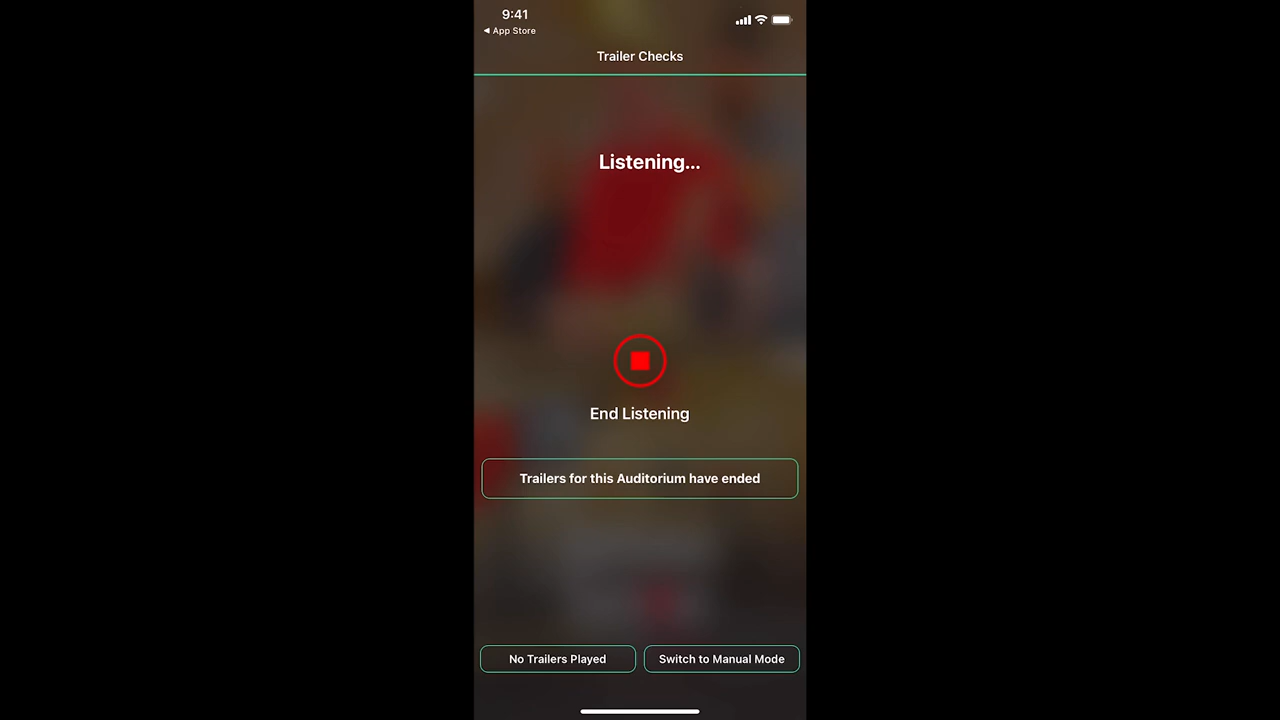 9:41
◀ App Store
Trailer Checks
Listening...
End Listening
Trailers for this Auditorium have ended
No Trailers Played
Switch to Manual Mode